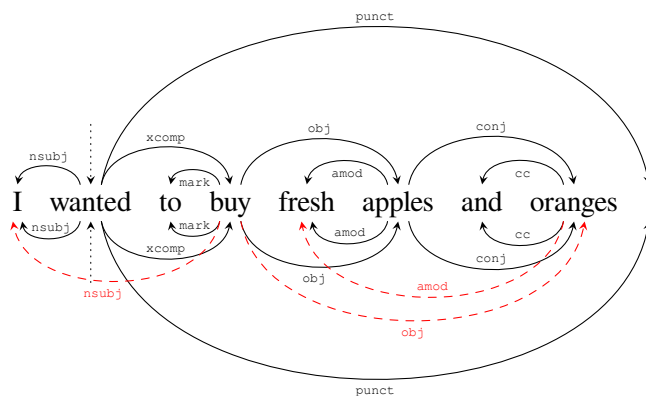 punct
xcomp obj conj
nsubj mark amod cc
I wanted to buy fresh apples and oranges
nsubj mark amod cc
xcomp obj conj
nsubj amod
obj
punct